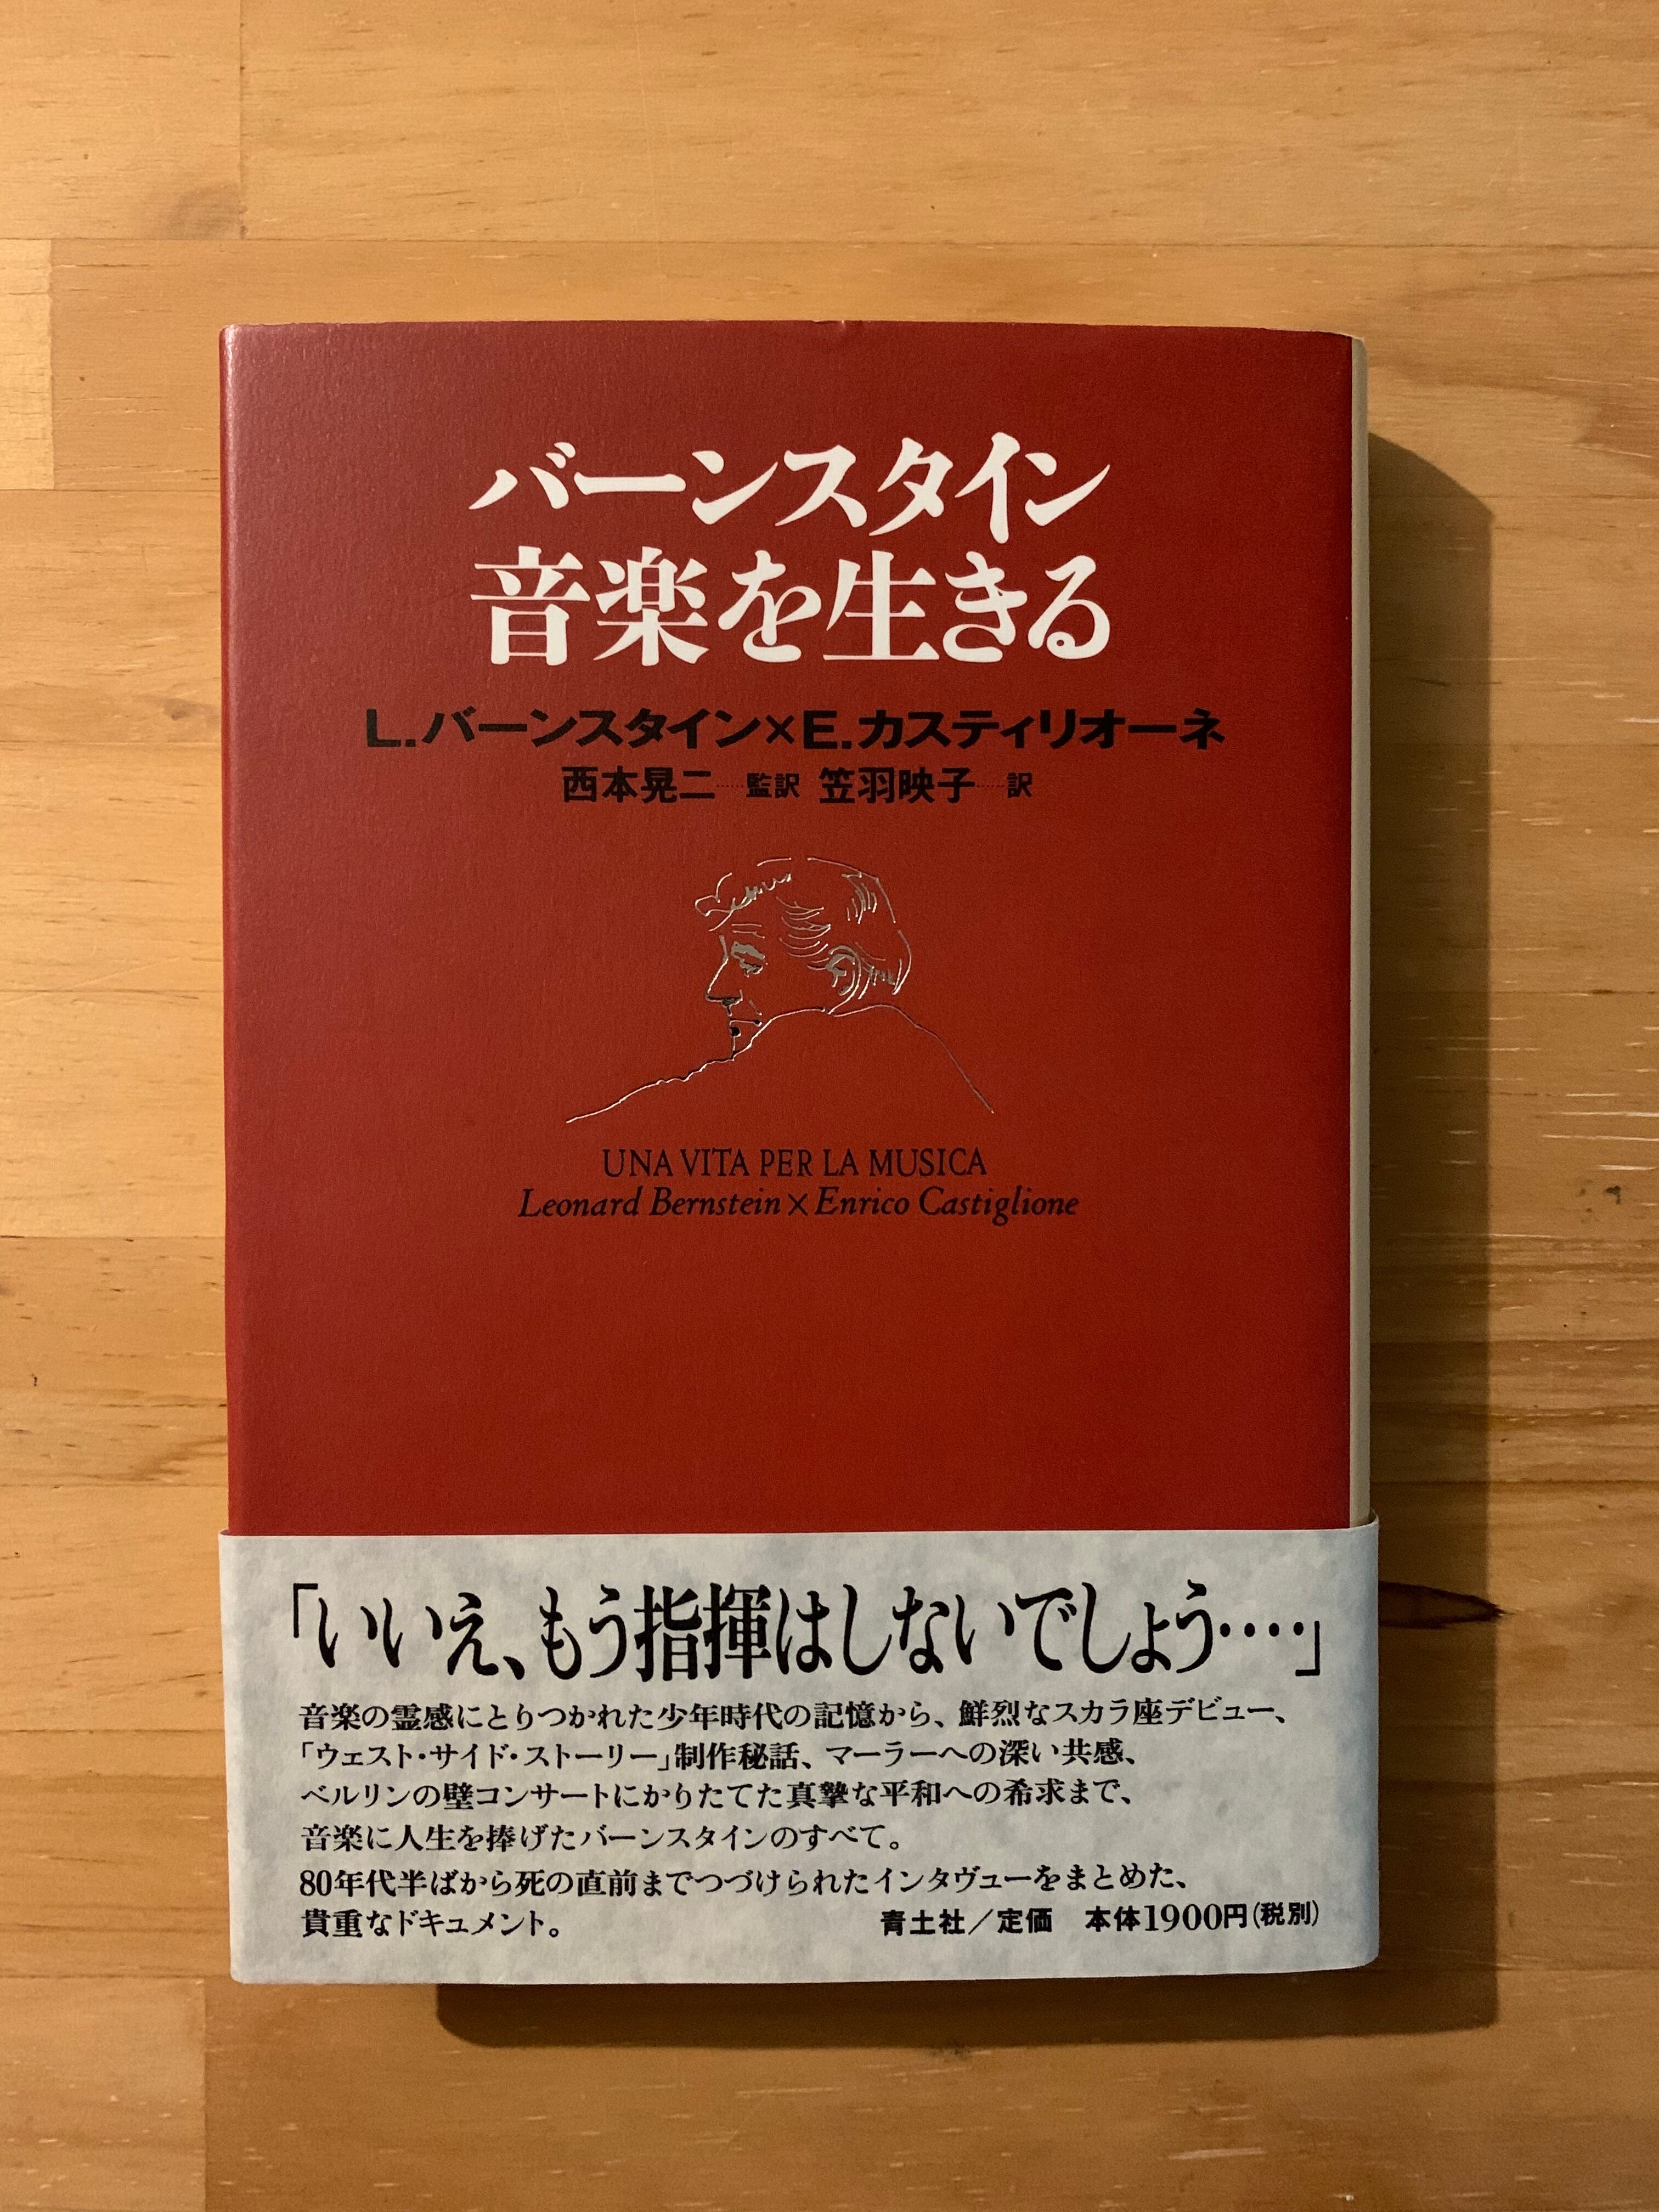 バーンスタイン
音楽を生きる
L.バーンスタイン×E.カスティリオーネ
西本晃二……監訳 笠羽映子……訳
UNA VITA PER LA MUSICA
Leonard Bernstein×Enrico Castiglione
「いいえ、もう指揮はしないでしょう‥‥」
音楽の霊感にとりつかれた少年時代の記憶から、鮮烈なスカラ座デビュー、
「ウェスト・サイド・ストーリー」制作秘話、マーラーへの深い共感、
ベルリンの壁コンサートにかりたてた真摯な平和への希求まで、
音楽に人生を捧げたバーンスタインのすべて。
80年代半ばから死の直前までつづけられたインタヴューをまとめた、
貴重なドキュメント。 青土社／定価 本体1900円(税別)